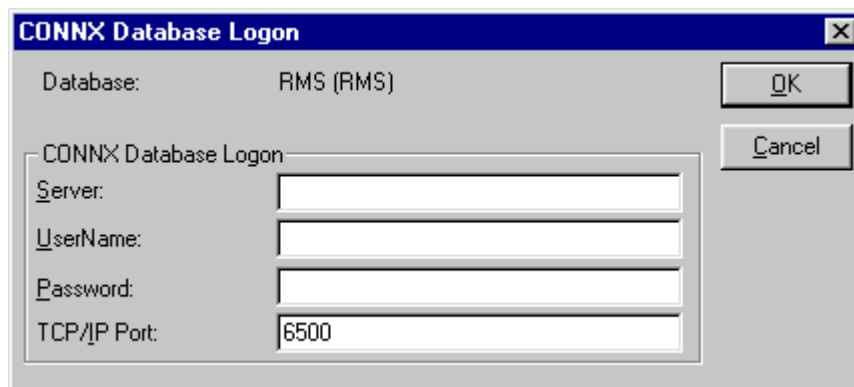 CONNX Database Logon
Database: RMS (RMS)
OK
CONNX Database Logon
Cancel
Server:
UserName:
Password:
TCP/IP Port: 6500